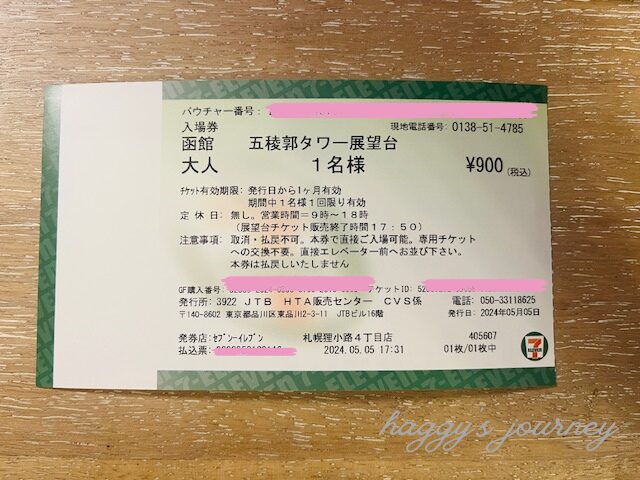 バウチャー番号:
入場券 現地電話番号: 0138-51-4785
函館 五稜郭タワー展望台
大人 1名様 ¥900(税込)
チケット有効期限: 発行日から1ヶ月有効
期間中1名様1回限り有効
定 休 日: 無し。営業時間=9時~18時
(展望台チケット販売終了時間17:50)
注意事項: 取消・払戻不可。本券で直接ご入場可能。専用チケット
への交換不要。直接エレベーター前へお並び下さい。
本券は払戻しいたしません
GF購入番号: チケットID:
発行所: 3922 JTB HTA販売センター CVS係 電話: 050-33118625
〒140-8602 東京都品川区東品川2-3-11 JTBビル16階 発行日: 2024年05月05日
発券店: セブン-イレブン 札幌狸小路4丁目店 405607
払込票: 2024.05.05 17:31 01枚/01枚中
7 ELEVEN
haggy's journey